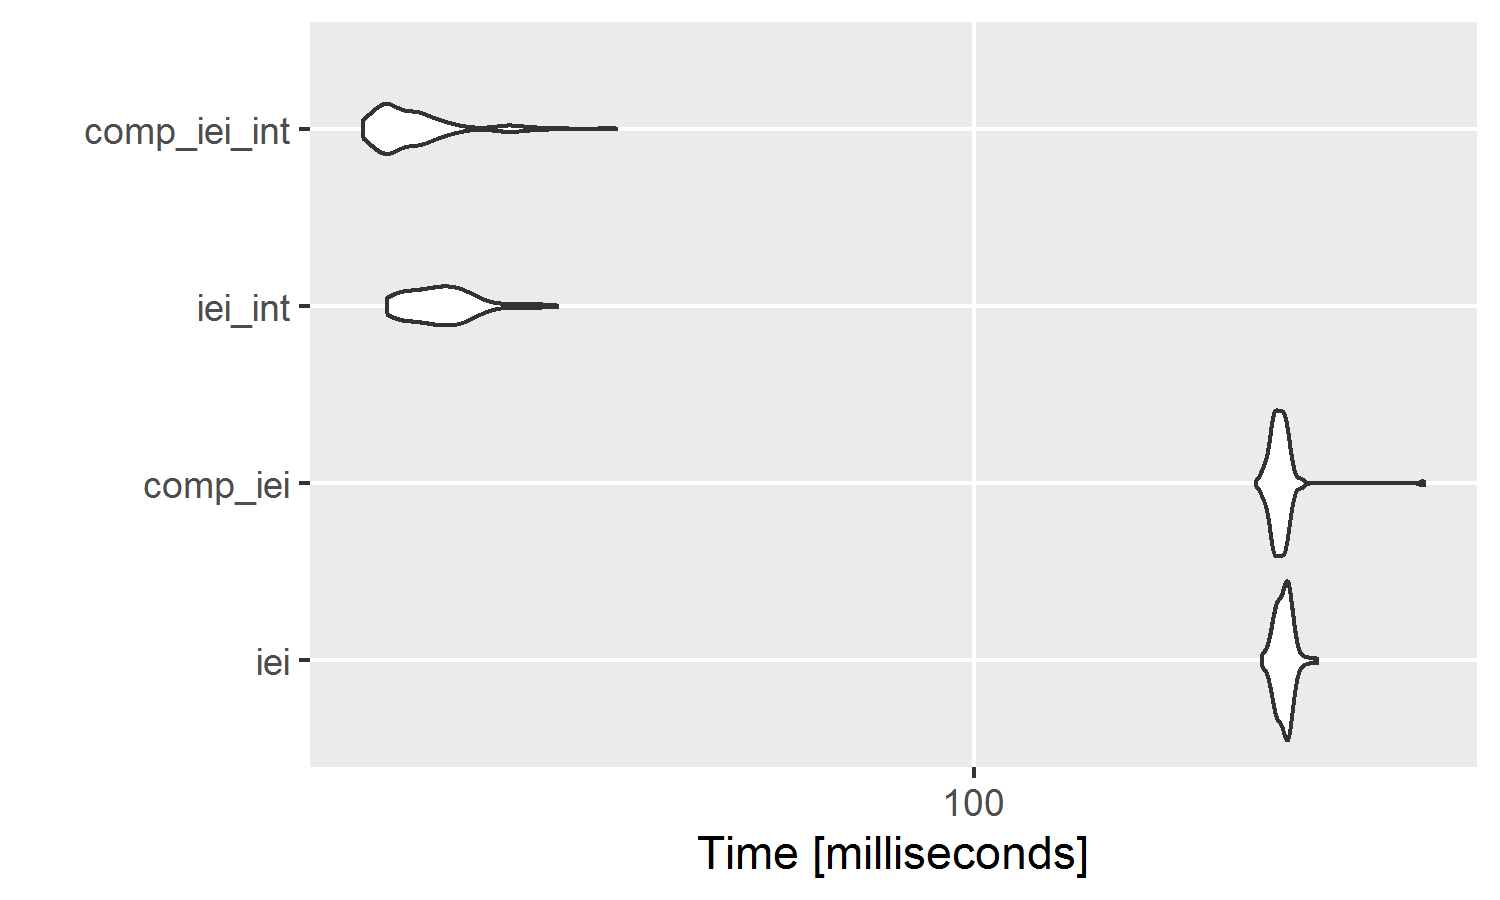 comp_iei_int
iei_int
comp_iei
iei
100
Time [milliseconds]